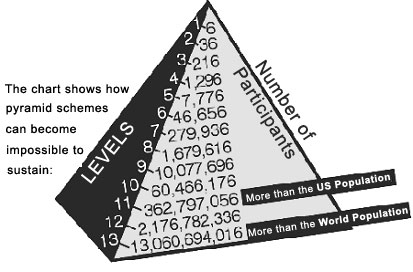 The chart shows how
pyramid schemes
can become
impossible to
sustain:
LEVELS
Number of
Participants
1 6
2 36
3 216
4 1,296
5 7,776
6 46,656
7 279,936
8 1,679,616
9 10,077,696
10 60,466,176
11 362,797,056 More than the US Population
12 2,176,782,336
13 13,060,694,016 More than the World Population